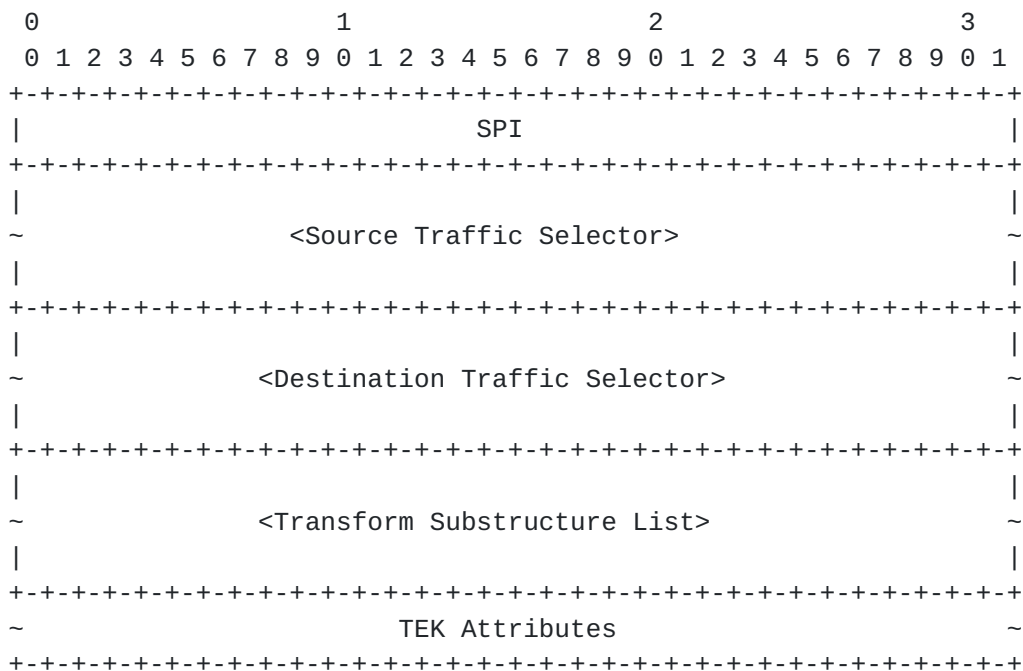 0                   1                   2                   3
 0 1 2 3 4 5 6 7 8 9 0 1 2 3 4 5 6 7 8 9 0 1 2 3 4 5 6 7 8 9 0 1
+-+-+-+-+-+-+-+-+-+-+-+-+-+-+-+-+-+-+-+-+-+-+-+-+-+-+-+-+-+-+-+-+
|                             SPI                               |
+-+-+-+-+-+-+-+-+-+-+-+-+-+-+-+-+-+-+-+-+-+-+-+-+-+-+-+-+-+-+-+-+
|                                                               |
~                 <Source Traffic Selector>                     ~
|                                                               |
+-+-+-+-+-+-+-+-+-+-+-+-+-+-+-+-+-+-+-+-+-+-+-+-+-+-+-+-+-+-+-+-+
|                                                               |
~               <Destination Traffic Selector>                  ~
|                                                               |
+-+-+-+-+-+-+-+-+-+-+-+-+-+-+-+-+-+-+-+-+-+-+-+-+-+-+-+-+-+-+-+-+
|                                                               |
~               <Transform Substructure List>                   ~
|                                                               |
+-+-+-+-+-+-+-+-+-+-+-+-+-+-+-+-+-+-+-+-+-+-+-+-+-+-+-+-+-+-+-+-+
~                        TEK Attributes                         ~
+-+-+-+-+-+-+-+-+-+-+-+-+-+-+-+-+-+-+-+-+-+-+-+-+-+-+-+-+-+-+-+-+